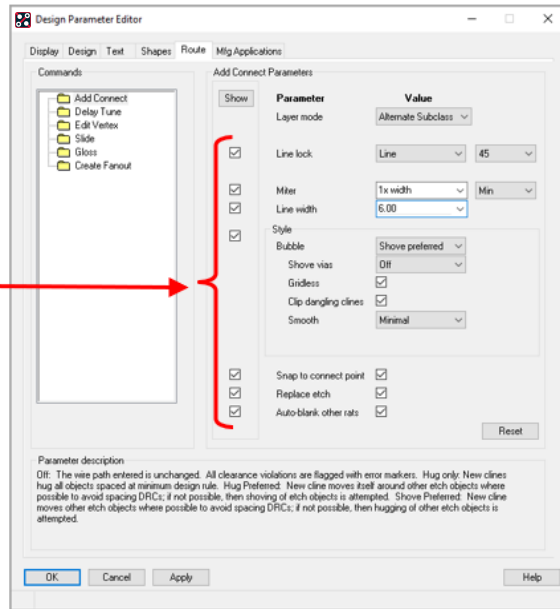 Design Parameter Editor
Display Design Text Shapes Route Mfg Applications
Commands
Add Connect
Delay Tune
Edit Vertex
Slide
Gloss
Create Fanout
Add Connect Parameters
Show Parameter Value
Layer mode Alternate Subclass
Line lock Line 45
Miter 1x width Min
Line width 6.00
Style
Bubble Shove preferred
Shove vias Off
Gridless
Clip dangling clines
Smooth Minimal
Snap to connect point
Replace etch
Auto-blank other rats
Reset
Parameter description
Off: The wire path entered is unchanged. All clearance violations are flagged with error markers. Hug only: New clines
hug all objects spaced at minimum design rule. Hug Preferred: New cline moves itself around other etch objects where
possible to avoid spacing DRCs; if not possible, then shoving of etch objects is attempted. Shove Preferred: New cline
moves other etch objects where possible to avoid spacing DRCs; if not possible, then hugging of other etch objects is
attempted.
OK Cancel Apply Help